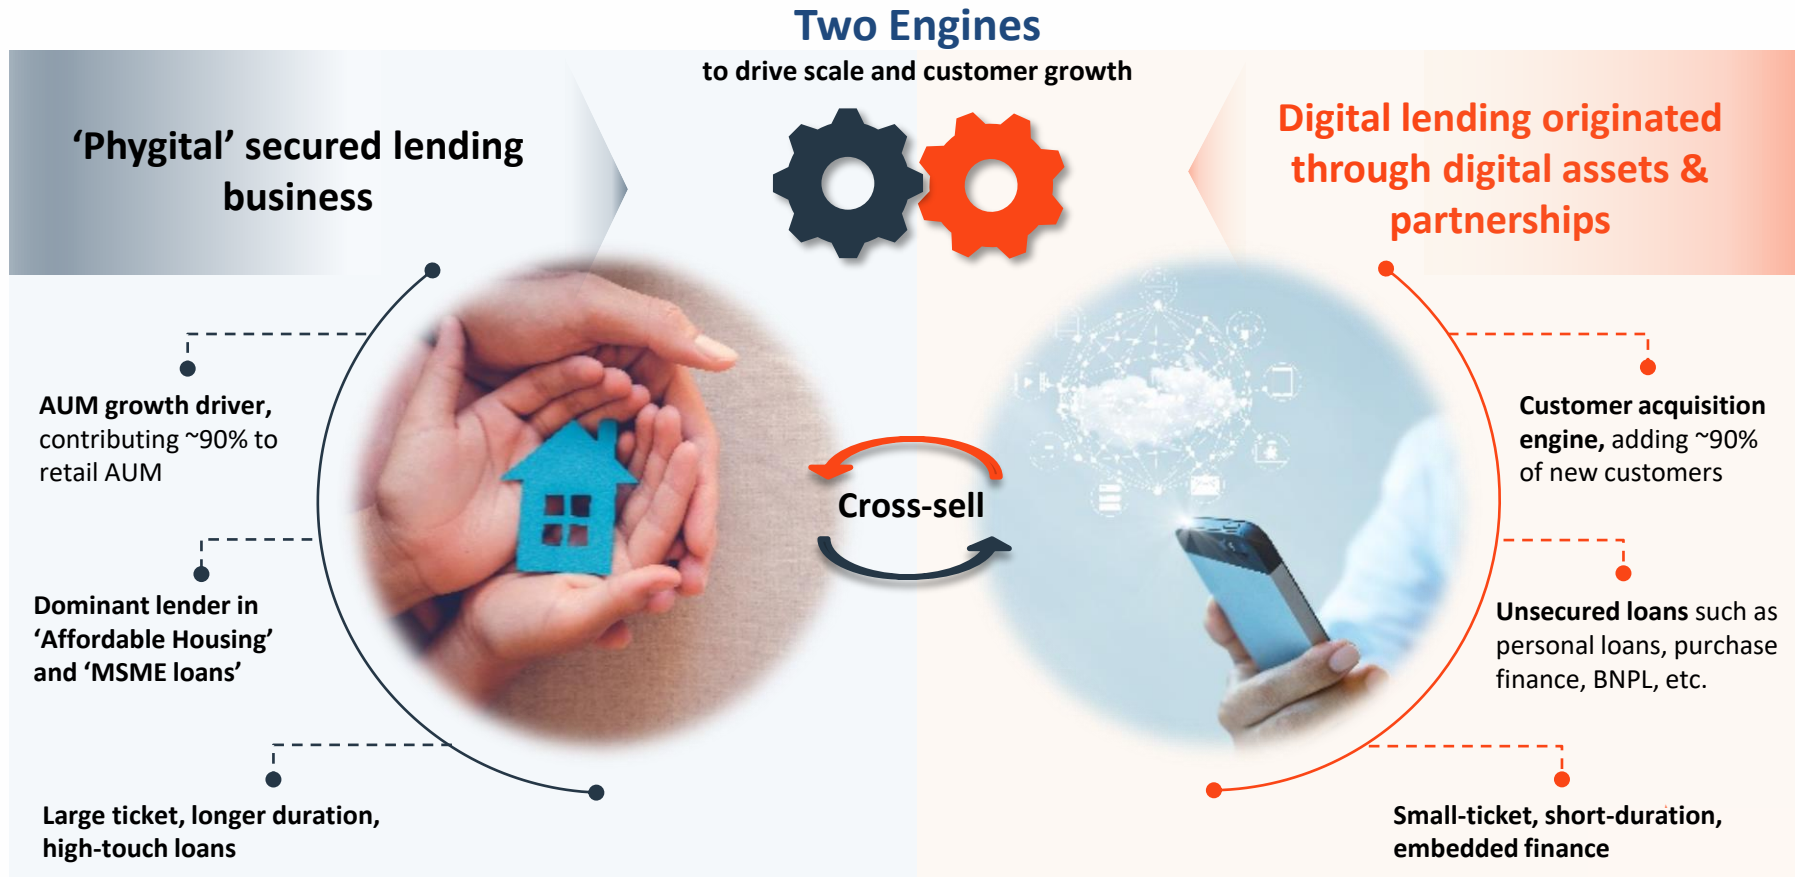 Two Engines
to drive scale and customer growth
‘Phygital’ secured lending
business
AUM growth driver,
contributing ~90% to
retail AUM
Dominant lender in
‘Affordable Housing’
and ‘MSME loans’
Large ticket, longer duration,
high-touch loans
Cross-sell
Digital lending originated
through digital assets &
partnerships
Customer acquisition
engine, adding ~90%
of new customers
Unsecured loans such as
personal loans, purchase
finance, BNPL, etc.
Small-ticket, short-duration,
embedded finance